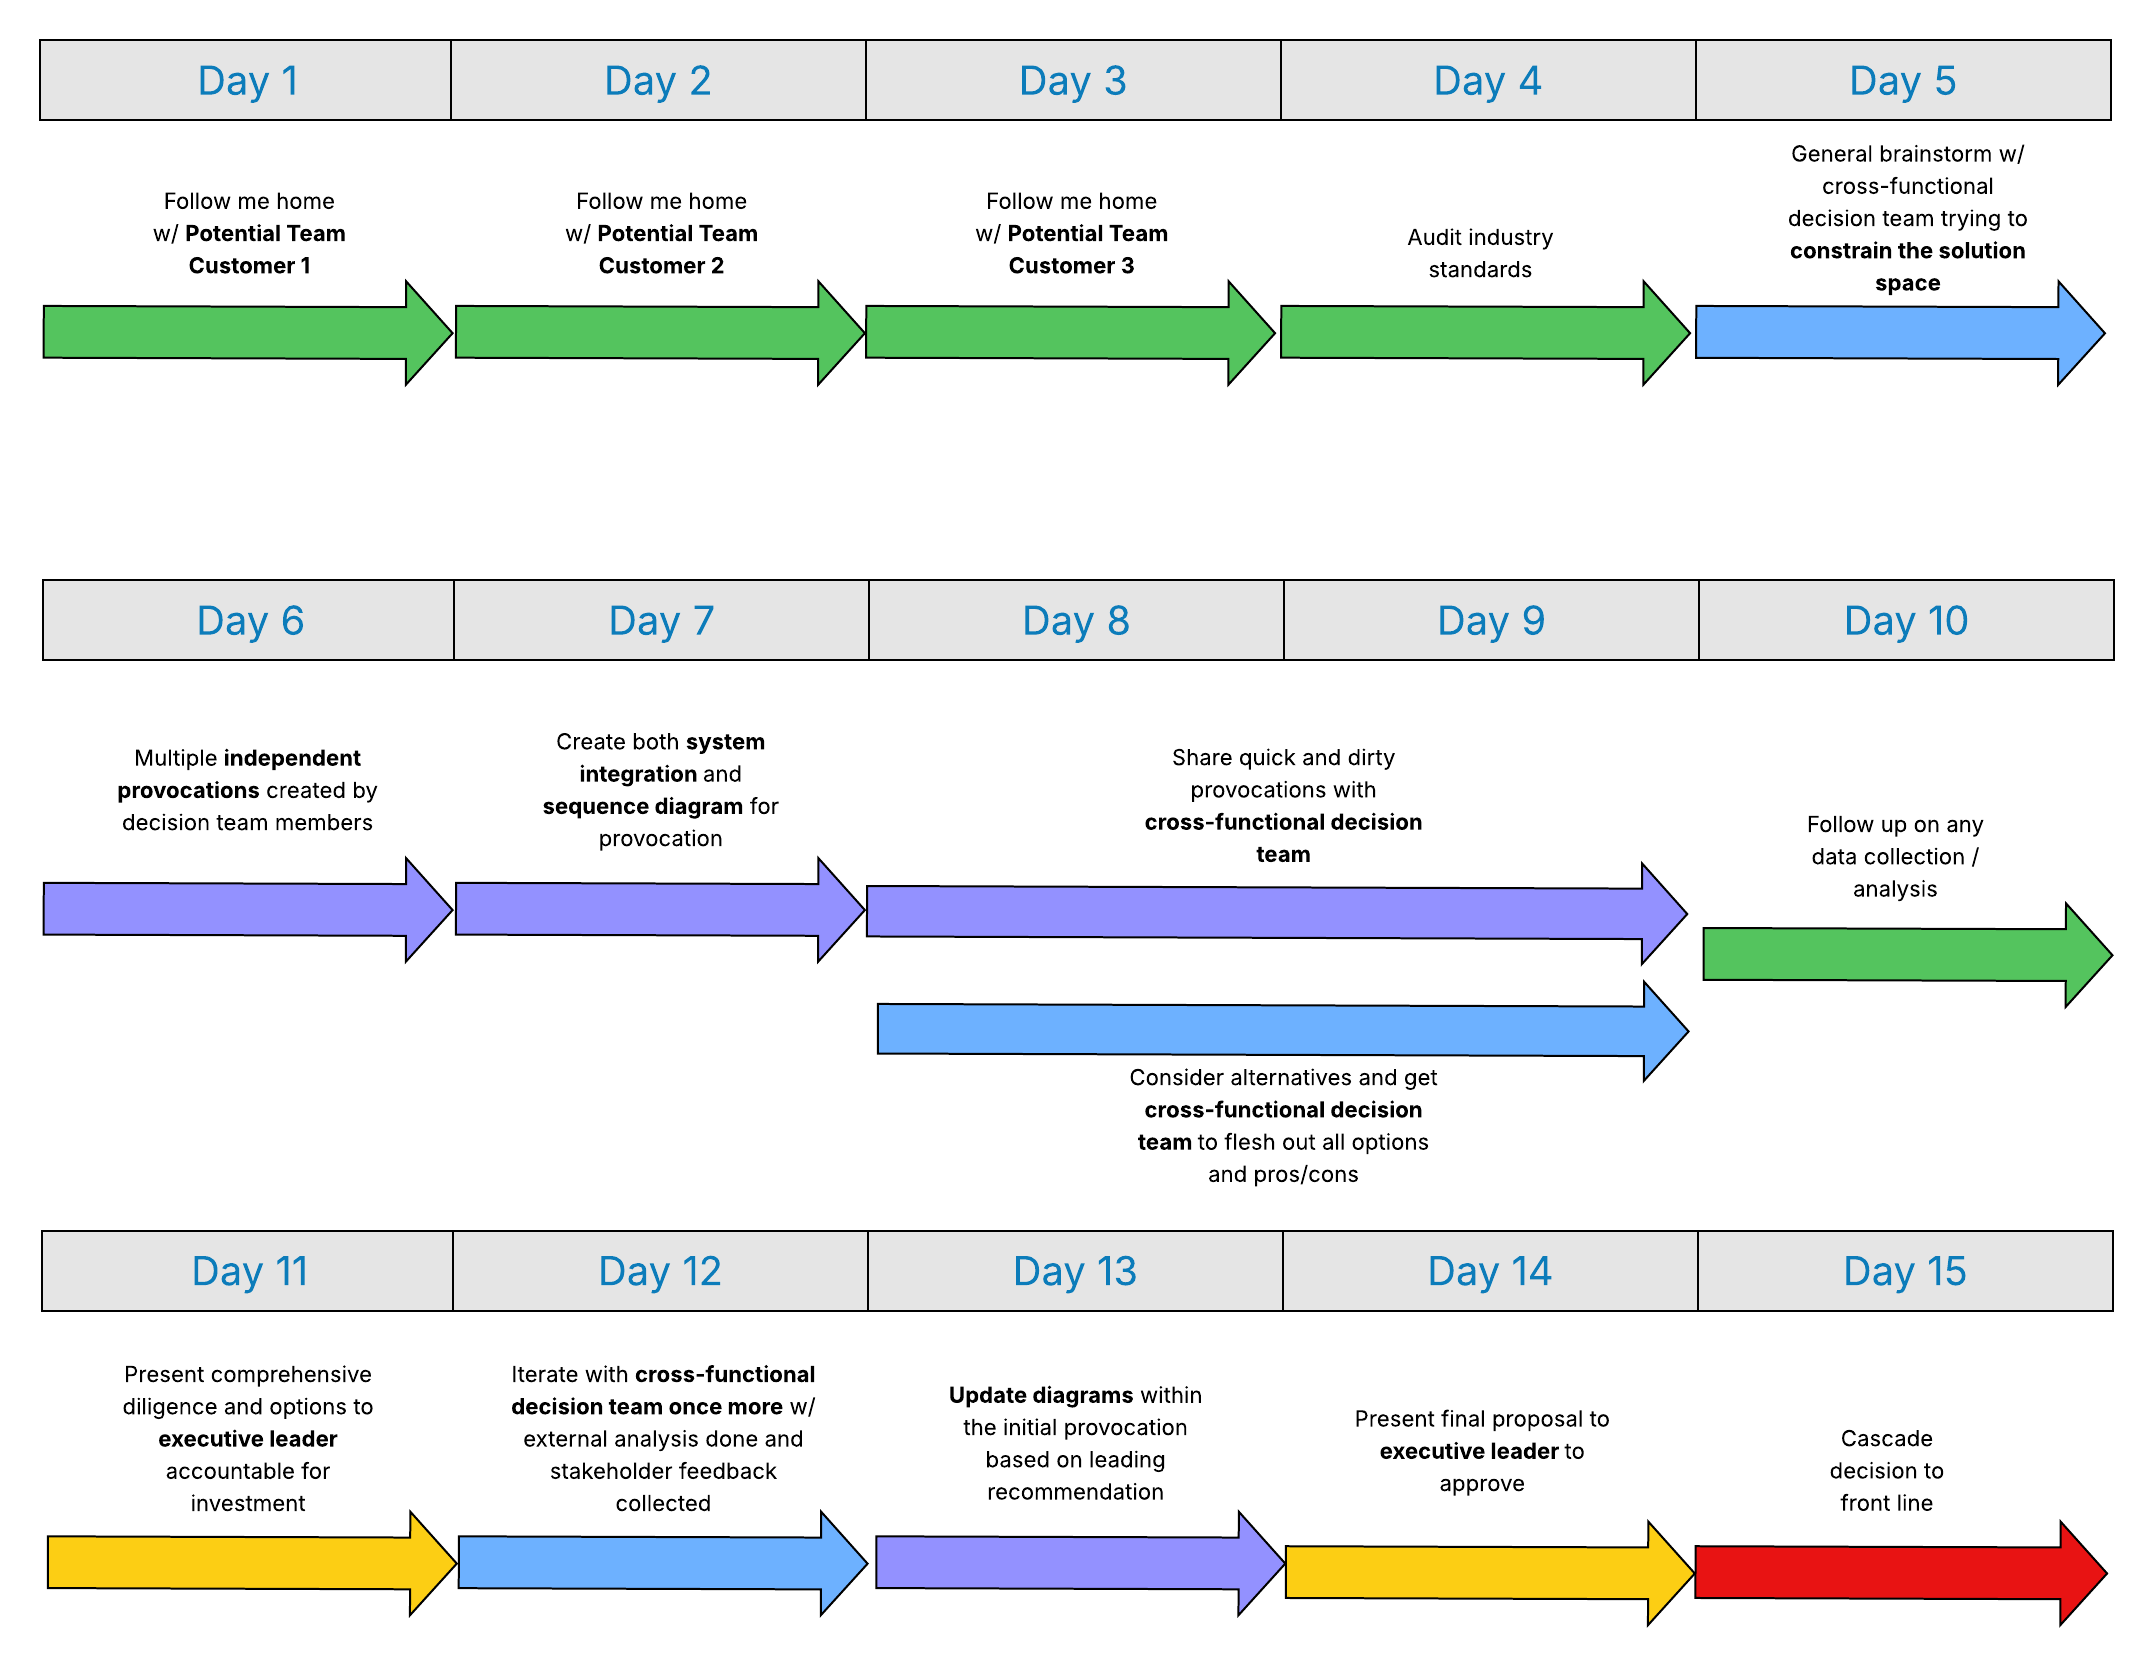 Day 1
Day 2
Day 3
Day 4
Day 5
Follow me home
w/ Potential Team
Customer 1
Follow me home
w/ Potential Team
Customer 2
Follow me home
w/ Potential Team
Customer 3
Audit industry
standards
General brainstorm w/
cross-functional
decision team trying to
constrain the solution
space
Day 6
Day 7
Day 8
Day 9
Day 10
Multiple independent
provocations created by
decision team members
Create both system
integration and
sequence diagram for
provocation
Share quick and dirty
provocations with
cross-functional decision
team
Consider alternatives and get
cross-functional decision
team to flesh out all options
and pros/cons
Follow up on any
data collection /
analysis
Day 11
Day 12
Day 13
Day 14
Day 15
Present comprehensive
diligence and options to
executive leader
accountable for
investment
Iterate with cross-functional
decision team once more w/
external analysis done and
stakeholder feedback
collected
Update diagrams within
the initial provocation
based on leading
recommendation
Present final proposal to
executive leader to
approve
Cascade
decision to
front line